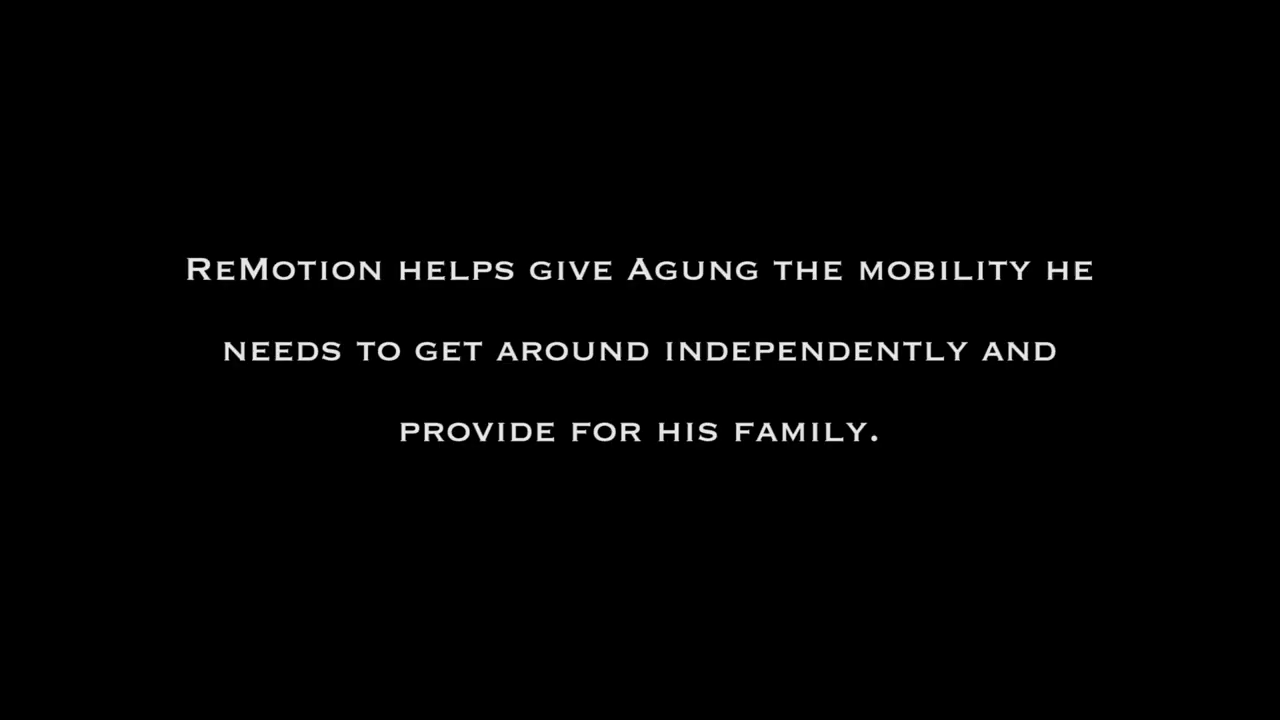 ReMotion helps give Agung the mobility he
needs to get around independently and
provide for his family.